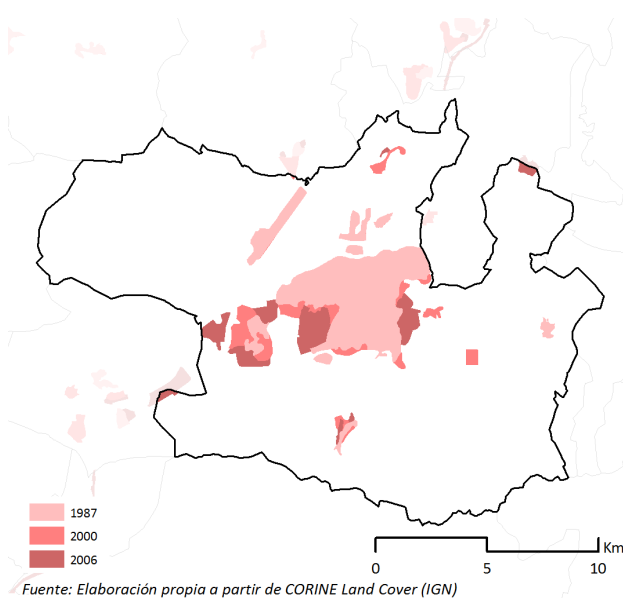 1987
2000
2006
Km
0 5 10
Fuente: Elaboración propia a partir de CORINE Land Cover (IGN)